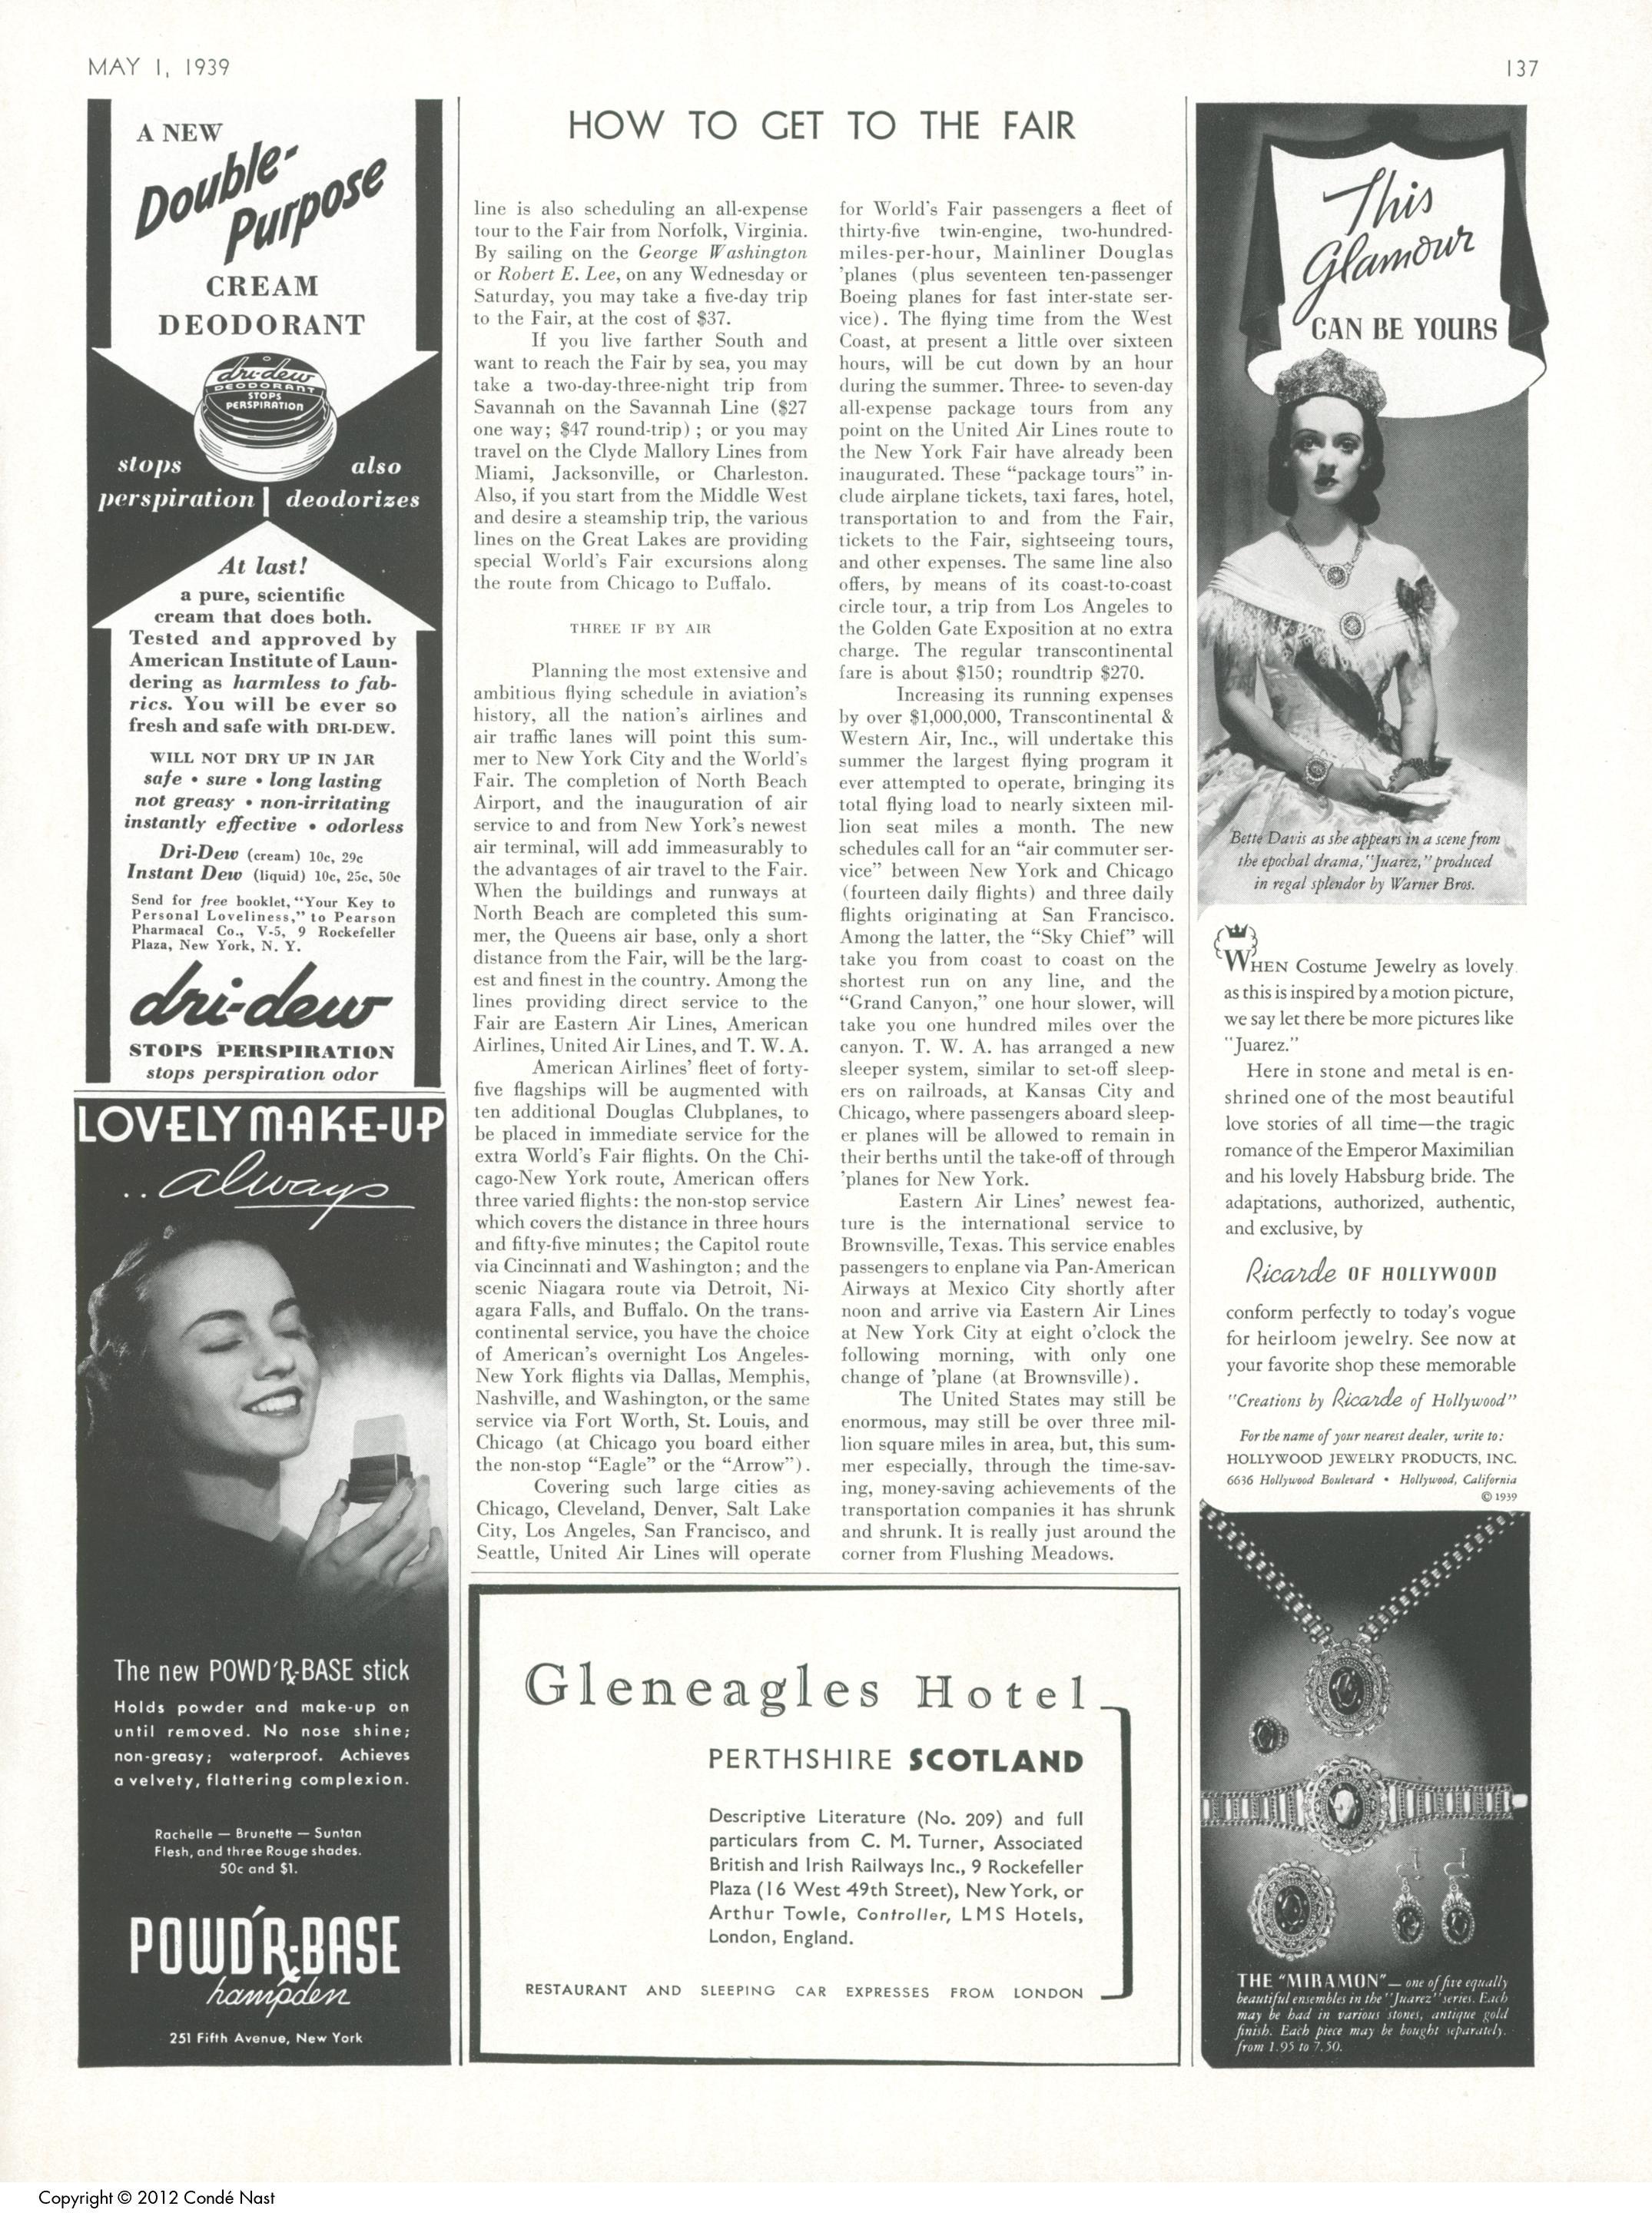 MAY 1, 1939
137
A NEW
Double-
Purpose
CREAM
DEODORANT
dri-dew
DEODORANT
STOPS
PERSPIRATION
stops also
perspiration | deodorizes
At last!
a pure, scientific
cream that does both.
Tested and approved by
American Institute of Laun-
dering as harmless to fab-
rics. You will be ever so
fresh and safe with DRI-DEW.
WILL NOT DRY UP IN JAR
safe • sure • long lasting
not greasy • non-irritating
instantly effective • odorless
Dri-Dew (cream) 10c, 29c
Instant Dew (liquid) 10c, 25c, 50c
Send for free booklet, "Your Key to
Personal Loveliness," to Pearson
Pharmacal Co., V-5, 9 Rockefeller
Plaza, New York, N. Y.
dri-dew
STOPS PERSPIRATION
stops perspiration odor
LOVELY MAKE-UP
..always
The new POWD'R-BASE stick
Holds powder and make-up on
until removed. No nose shine;
non-greasy; waterproof. Achieves
a velvety, flattering complexion.
Rachelle — Brunette — Suntan
Flesh, and three Rouge shades.
50c and $1.
POWD'R-BASE
hampden
251 Fifth Avenue, New York
HOW TO GET TO THE FAIR
line is also scheduling an all-expense
tour to the Fair from Norfolk, Virginia.
By sailing on the George Washington
or Robert E. Lee, on any Wednesday or
Saturday, you may take a five-day trip
to the Fair, at the cost of $37.
If you live farther South and
want to reach the Fair by sea, you may
take a two-day-three-night trip from
Savannah on the Savannah Line ($27
one way; $47 round-trip) ; or you may
travel on the Clyde Mallory Lines from
Miami, Jacksonville, or Charleston.
Also, if you start from the Middle West
and desire a steamship trip, the various
lines on the Great Lakes are providing
special World's Fair excursions along
the route from Chicago to Buffalo.
THREE IF BY AIR
Planning the most extensive and
ambitious flying schedule in aviation's
history, all the nation's airlines and
air traffic lanes will point this sum-
mer to New York City and the World's
Fair. The completion of North Beach
Airport, and the inauguration of air
service to and from New York's newest
air terminal, will add immeasurably to
the advantages of air travel to the Fair.
When the buildings and runways at
North Beach are completed this sum-
mer, the Queens air base, only a short
distance from the Fair, will be the larg-
est and finest in the country. Among the
lines providing direct service to the
Fair are Eastern Air Lines, American
Airlines, United Air Lines, and T. W. A.
American Airlines' fleet of forty-
five flagships will be augmented with
ten additional Douglas Clubplanes, to
be placed in immediate service for the
extra World's Fair flights. On the Chi-
cago-New York route, American offers
three varied flights: the non-stop service
which covers the distance in three hours
and fifty-five minutes; the Capitol route
via Cincinnati and Washington; and the
scenic Niagara route via Detroit, Ni-
agara Falls, and Buffalo. On the trans-
continental service, you have the choice
of American's overnight Los Angeles-
New York flights via Dallas, Memphis,
Nashville, and Washington, or the same
service via Fort Worth, St. Louis, and
Chicago (at Chicago you board either
the non-stop "Eagle" or the "Arrow").
Covering such large cities as
Chicago, Cleveland, Denver, Salt Lake
City, Los Angeles, San Francisco, and
Seattle, United Air Lines will operate
for World's Fair passengers a fleet of
thirty-five twin-engine, two-hundred-
miles-per-hour, Mainliner Douglas
'planes (plus seventeen ten-passenger
Boeing planes for fast inter-state ser-
vice). The flying time from the West
Coast, at present a little over sixteen
hours, will be cut down by an hour
during the summer. Three- to seven-day
all-expense package tours from any
point on the United Air Lines route to
the New York Fair have already been
inaugurated. These "package tours" in-
clude airplane tickets, taxi fares, hotel,
transportation to and from the Fair,
tickets to the Fair, sightseeing tours,
and other expenses. The same line also
offers, by means of its coast-to-coast
circle tour, a trip from Los Angeles to
the Golden Gate Exposition at no extra
charge. The regular transcontinental
fare is about $150; roundtrip $270.
Increasing its running expenses
by over $1,000,000, Transcontinental &
Western Air, Inc., will undertake this
summer the largest flying program it
ever attempted to operate, bringing its
total flying load to nearly sixteen mil-
lion seat miles a month. The new
schedules call for an "air commuter ser-
vice" between New York and Chicago
(fourteen daily flights) and three daily
flights originating at San Francisco.
Among the latter, the "Sky Chief" will
take you from coast to coast on the
shortest run on any line, and the
"Grand Canyon," one hour slower, will
take you one hundred miles over the
canyon. T. W. A. has arranged a new
sleeper system, similar to set-off sleep-
ers on railroads, at Kansas City and
Chicago, where passengers aboard sleep-
er planes will be allowed to remain in
their berths until the take-off of through
'planes for New York.
Eastern Air Lines' newest fea-
ture is the international service to
Brownsville, Texas. This service enables
passengers to enplane via Pan-American
Airways at Mexico City shortly after
noon and arrive via Eastern Air Lines
at New York City at eight o'clock the
following morning, with only one
change of 'plane (at Brownsville).
The United States may still be
enormous, may still be over three mil-
lion square miles in area, but, this sum-
mer especially, through the time-sav-
ing, money-saving achievements of the
transportation companies it has shrunk
and shrunk. It is really just around the
corner from Flushing Meadows.
Gleneagles Hotel
PERTHSHIRE SCOTLAND
Descriptive Literature (No. 209) and full
particulars from C. M. Turner, Associated
British and Irish Railways Inc., 9 Rockefeller
Plaza (16 West 49th Street), New York, or
Arthur Towle, Controller, LMS Hotels,
London, England.
RESTAURANT AND SLEEPING CAR EXPRESSES FROM LONDON
This
Glamour
CAN BE YOURS
Bette Davis as she appears in a scene from
the epochal drama, "Juarez," produced
in regal splendor by Warner Bros.
WHEN Costume Jewelry as lovely
as this is inspired by a motion picture,
we say let there be more pictures like
"Juarez."
Here in stone and metal is en-
shrined one of the most beautiful
love stories of all time—the tragic
romance of the Emperor Maximilian
and his lovely Habsburg bride. The
adaptations, authorized, authentic,
and exclusive, by
Ricarde OF HOLLYWOOD
conform perfectly to today's vogue
for heirloom jewelry. See now at
your favorite shop these memorable
"Creations by Ricarde of Hollywood"
For the name of your nearest dealer, write to:
HOLLYWOOD JEWELRY PRODUCTS, INC.
6636 Hollywood Boulevard • Hollywood, California
© 1939
THE "MIRAMON"— one of five equally
beautiful ensembles in the "Juarez" series. Each
may be had in various stones, antique gold
finish. Each piece may be bought separately.
from 1.95 to 7.50.
Copyright © 2012 Condé Nast